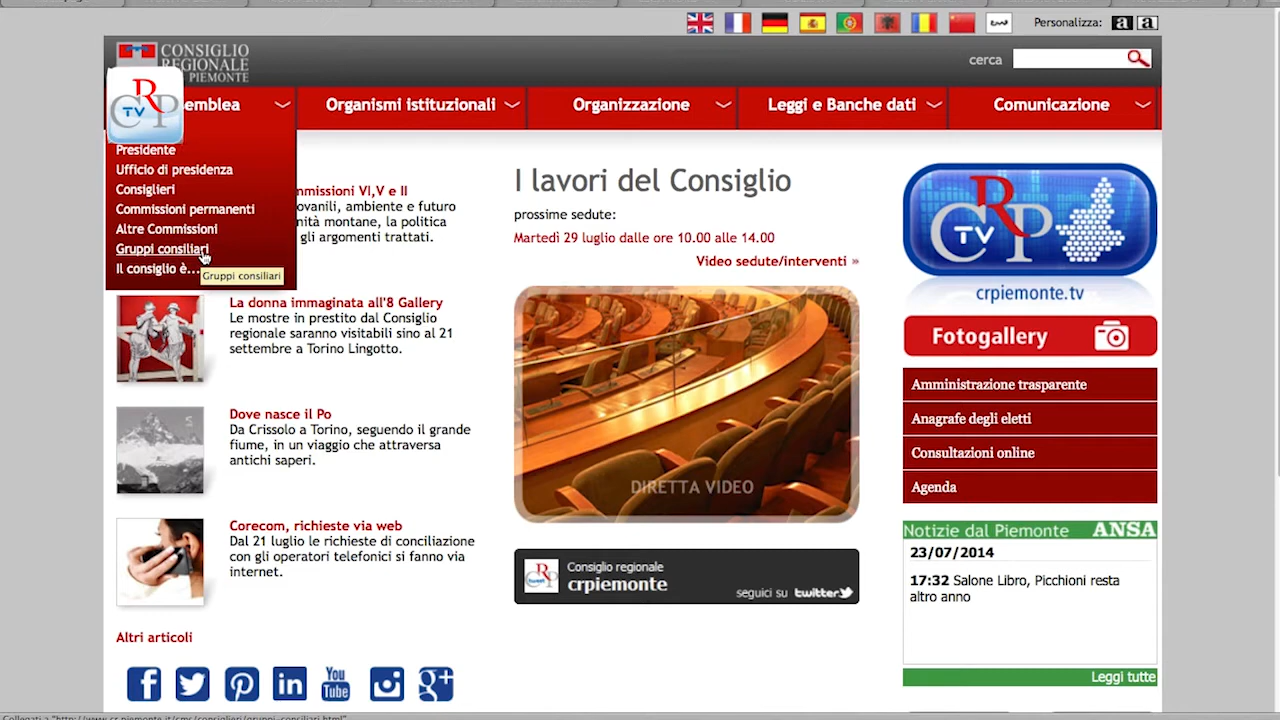 Personalizza: a a
CONSIGLIO
REGIONALE
PIEMONTE
cerca
CRP TV
emblea
Organismi istituzionali
Organizzazione
Leggi e Banche dati
Comunicazione
Presidente
Ufficio di presidenza
Consiglieri
Commissioni permanenti
Altre Commissioni
Gruppi consiliari
Il consiglio è...
Gruppi consiliari
mmissioni VI,V e II
ovanili, ambiente e futuro
nità montane, la politica
gli argomenti trattati.
La donna immaginata all'8 Gallery
Le mostre in prestito dal Consiglio
regionale saranno visitabili sino al 21
settembre a Torino Lingotto.
Dove nasce il Po
Da Crissolo a Torino, seguendo il grande
fiume, in un viaggio che attraversa
antichi saperi.
Corecom, richieste via web
Dal 21 luglio le richieste di conciliazione
con gli operatori telefonici si fanno via
internet.
Altri articoli
You
Tube
I lavori del Consiglio
prossime sedute:
Martedì 29 luglio dalle ore 10.00 alle 14.00
Video sedute/interventi »
DIRETTA VIDEO
Consiglio regionale
crpiemonte
seguici su twitter
CRP TV
crpiemonte.tv
Fotogallery
Amministrazione trasparente
Anagrafe degli eletti
Consultazioni online
Agenda
Notizie dal Piemonte ANSA
23/07/2014
17:32 Salone Libro, Picchioni resta
altro anno
Leggi tutte